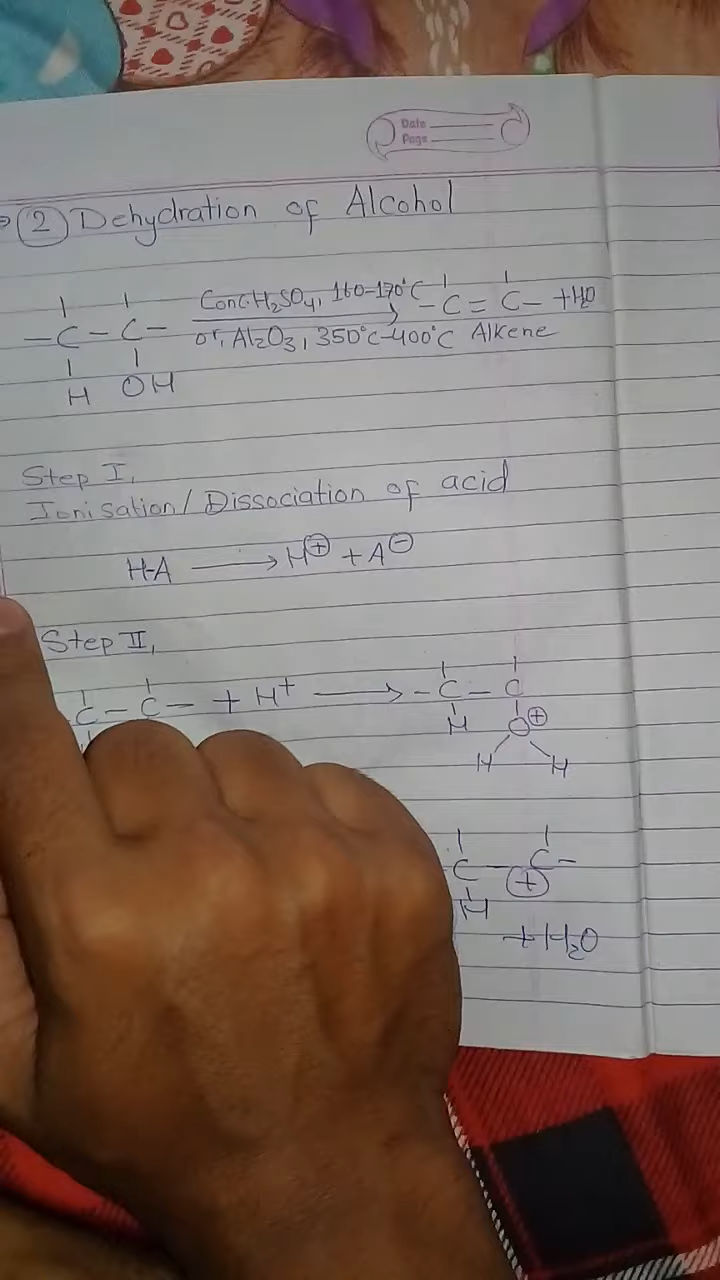 Date
Page
② Dehydration of Alcohol
Conc.H₂SO₄, 160-170°C
-C-C- → -C=C- +H₂O
or, Al₂O₃, 350°C-400°C Alkene
H OH
Step I,
Ionisation/Dissociation of acid
H-A → H⊕ + A⊖
Step II,
C-C- + H⁺ → -C-C
H O⊕
H H
C-C-
⊕
H
+H₂O